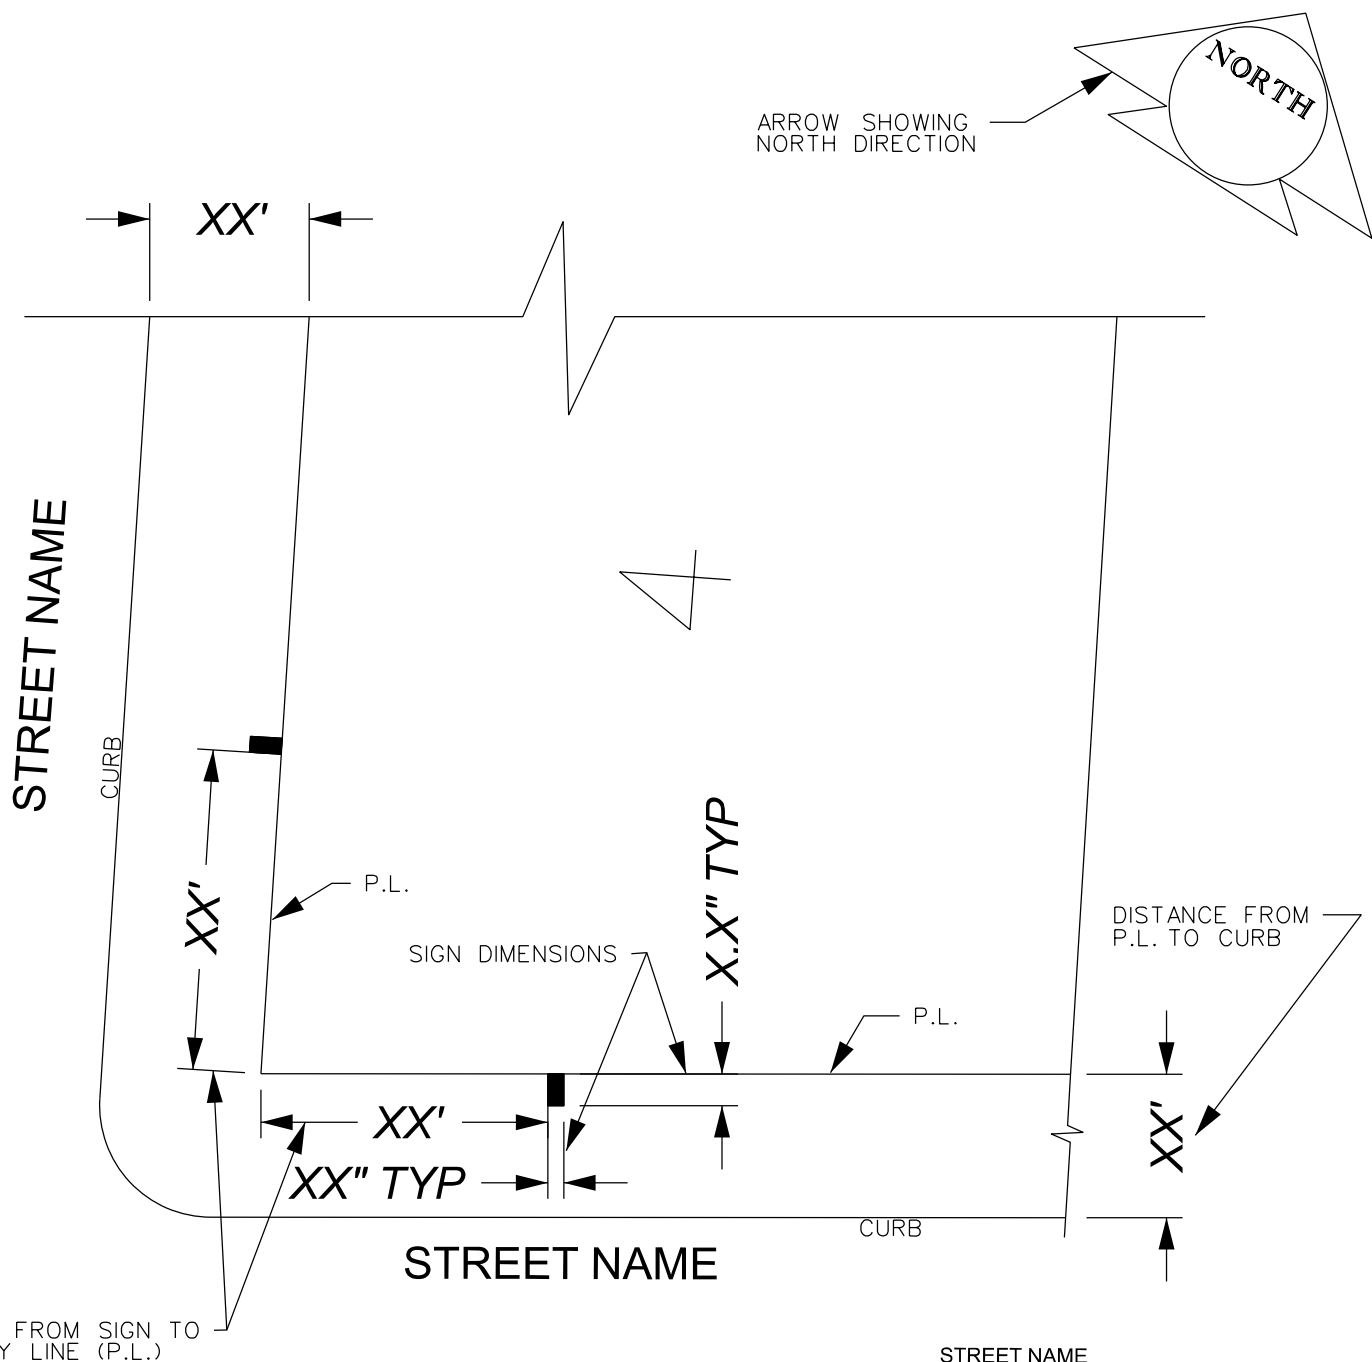 NORTH
ARROW SHOWING
NORTH DIRECTION
XX'
STREET NAME
CURB
XX'
P.L.
X.X" TYP
SIGN DIMENSIONS
DISTANCE FROM
P.L. TO CURB
P.L.
XX'
XX'
XX" TYP
CURB
STREET NAME
FROM SIGN TO
Y LINE (P.L.)
STREET NAME